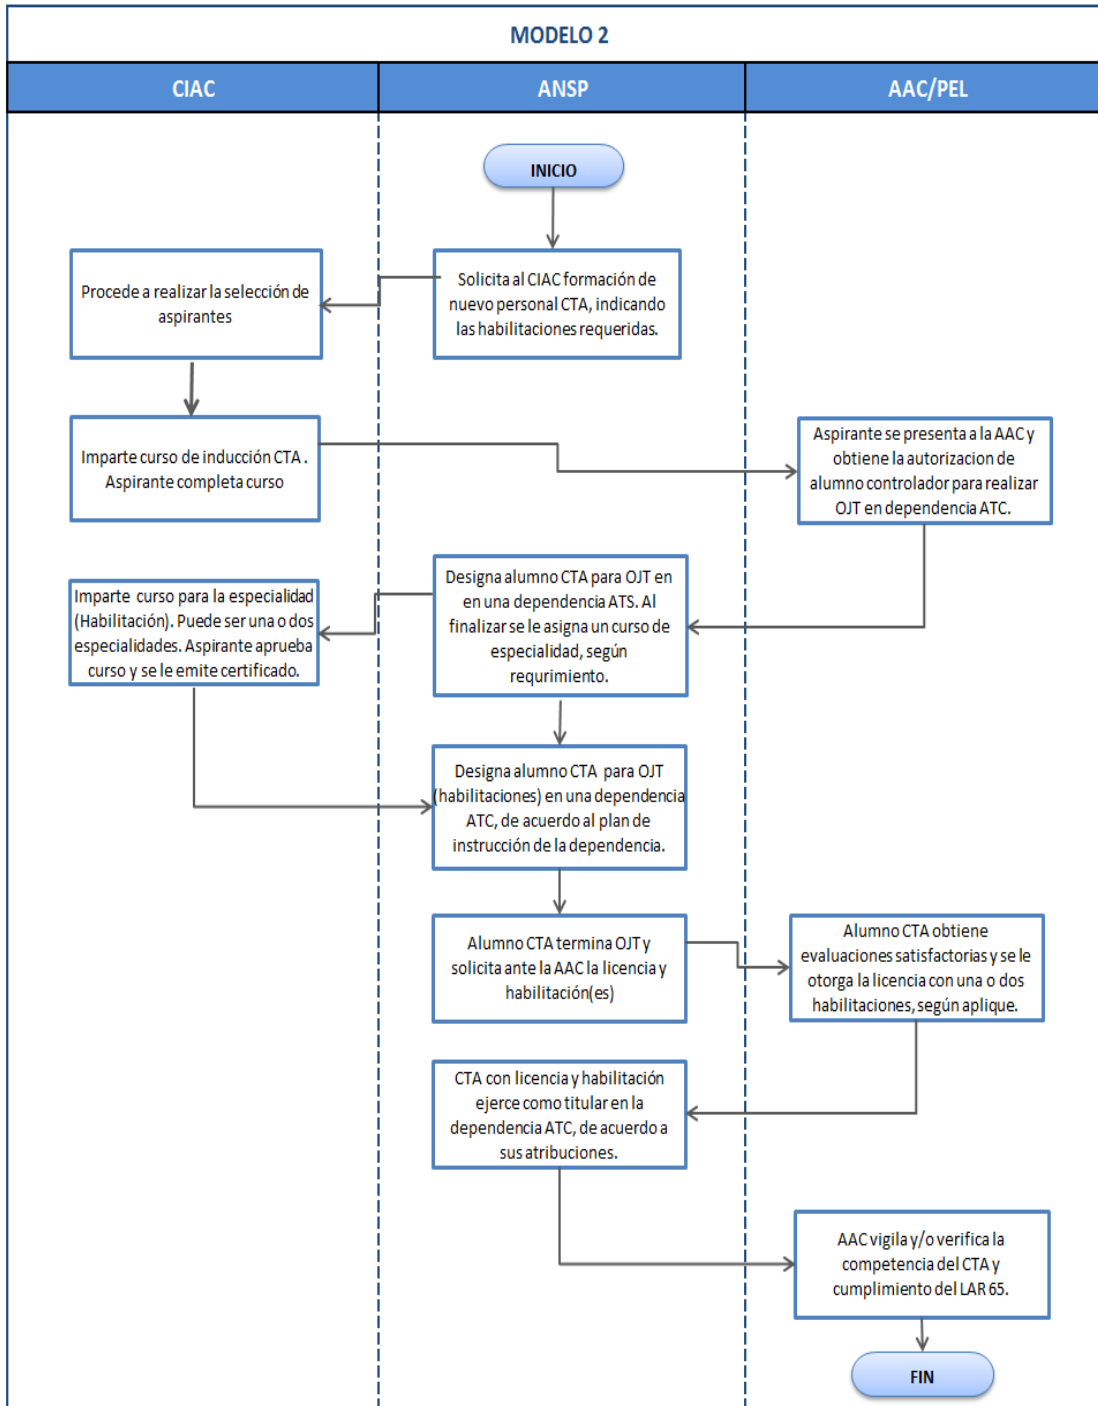 MODELO 2
CIAC
ANSP
AAC/PEL
INICIO
Solicita al CIAC formación de
nuevo personal CTA, indicando
las habilitaciones requeridas.
Procede a realizar la selección de
aspirantes
Imparte curso de inducción CTA .
Aspirante completa curso
Aspirante se presenta a la AAC y
obtiene la autorizacion de
alumno controlador para realizar
OJT en dependencia ATC.
Designa alumno CTA para OJT en
en una dependencia ATS. Al
finalizar se le asigna un curso de
especialidad, según
requrimiento.
Imparte curso para la especialidad
(Habilitación). Puede ser una o dos
especialidades. Aspirante aprueba
curso y se le emite certificado.
Designa alumno CTA para OJT
(habilitaciones) en una dependencia
ATC, de acuerdo al plan de
instrucción de la dependencia.
Alumno CTA termina OJT y
solicita ante la AAC la licencia y
habilitación(es)
Alumno CTA obtiene
evaluaciones satisfactorias y se le
otorga la licencia con una o dos
habilitaciones, según aplique.
CTA con licencia y habilitación
ejerce como titular en la
dependencia ATC, de acuerdo a
sus atribuciones.
AAC vigila y/o verifica la
competencia del CTA y
cumplimiento del LAR 65.
FIN